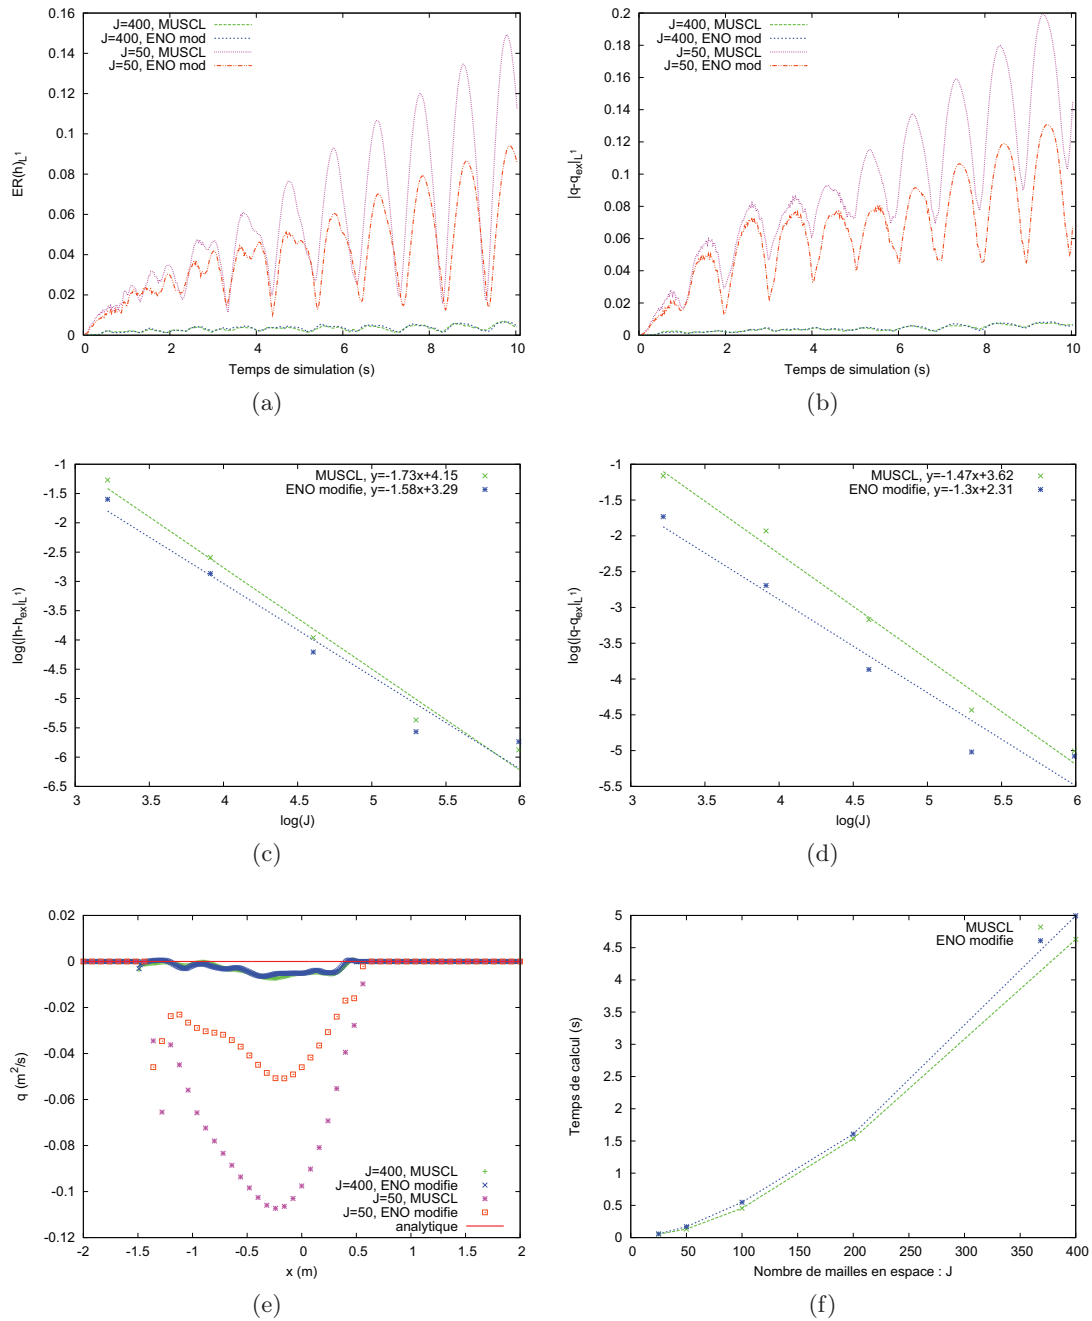 J=400, MUSCL
J=400, ENO mod
J=50, MUSCL
J=50, ENO mod
ER(h)L1
0
0.02
0.04
0.06
0.08
0.1
0.12
0.14
0.16
0 2 4 6 8 10
Temps de simulation (s)
(a)
J=400, MUSCL
J=400, ENO mod
J=50, MUSCL
J=50, ENO mod
|q-qex|L1
0
0.02
0.04
0.06
0.08
0.1
0.12
0.14
0.16
0.18
0.2
0 2 4 6 8 10
Temps de simulation (s)
(b)
MUSCL, y=-1.73x+4.15
ENO modifie, y=-1.58x+3.29
log(|h-hex|L1)
-1
-1.5
-2
-2.5
-3
-3.5
-4
-4.5
-5
-5.5
-6
-6.5
3 3.5 4 4.5 5 5.5 6
log(J)
(c)
MUSCL, y=-1.47x+3.62
ENO modifie, y=-1.3x+2.31
log(|q-qex|L1)
-1
-1.5
-2
-2.5
-3
-3.5
-4
-4.5
-5
-5.5
3 3.5 4 4.5 5 5.5 6
log(J)
(d)
q (m2/s)
0.02
0
-0.02
-0.04
-0.06
-0.08
-0.1
-0.12
J=400, MUSCL
J=400, ENO modifie
J=50, MUSCL
J=50, ENO modifie
analytique
-2 -1.5 -1 -0.5 0 0.5 1 1.5 2
x (m)
(e)
MUSCL
ENO modifie
Temps de calcul (s)
5
4.5
4
3.5
3
2.5
2
1.5
1
0.5
0
0 50 100 150 200 250 300 350 400
Nombre de mailles en espace : J
(f)